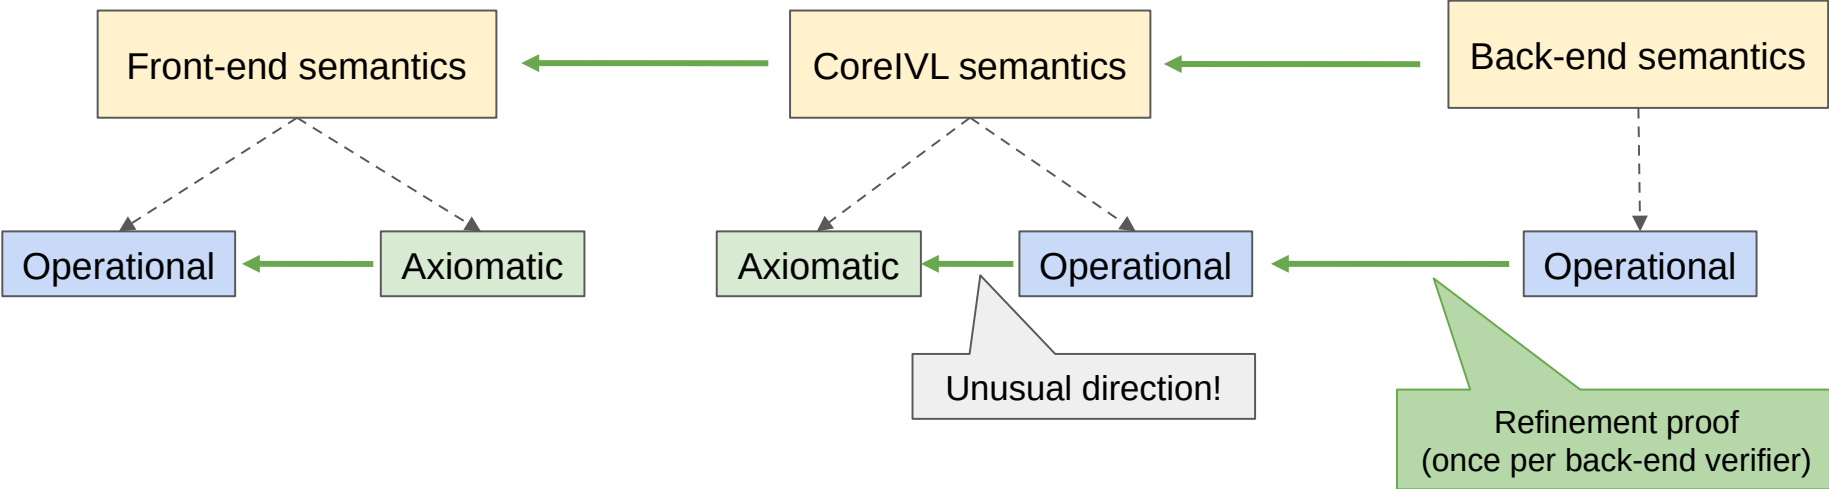 Front-end semantics
CoreIVL semantics
Back-end semantics
Operational
Axiomatic
Axiomatic
Operational
Operational
Unusual direction!
Refinement proof
(once per back-end verifier)